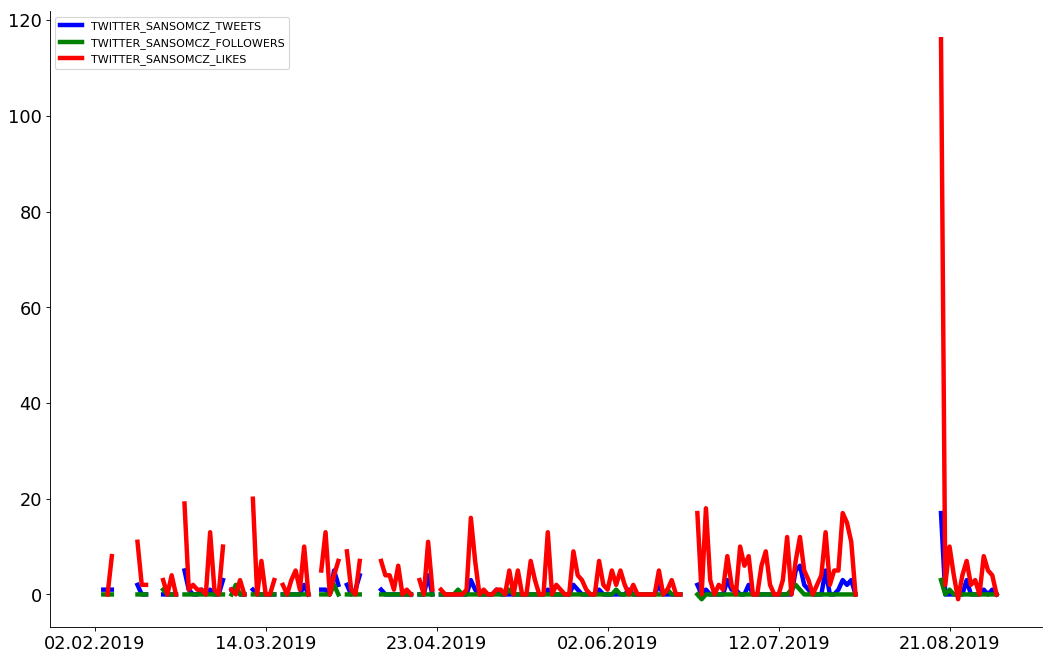 120
100
80
60
40
20
0
TWITTER_SANSOMCZ_TWEETS
TWITTER_SANSOMCZ_FOLLOWERS
TWITTER_SANSOMCZ_LIKES
02.02.2019 14.03.2019 23.04.2019 02.06.2019 12.07.2019 21.08.2019